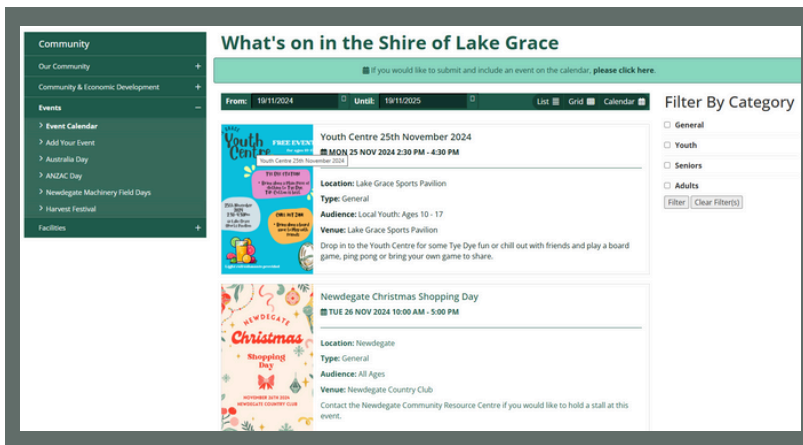 Community
Our Community +
Community & Economic Development +
Events −
> Event Calendar
> Add Your Event
> Australia Day
> ANZAC Day
> Newdegate Machinery Field Days
> Harvest Festival
Facilities +
What's on in the Shire of Lake Grace
If you would like to submit and include an event on the calendar, please click here.
From: 19/11/2024 Until: 19/11/2025 List Grid Calendar
Youth
Centre
FREE EVENT
Youth Centre 25th November 2024
Youth Centre 25th November 2024
MON 25 NOV 2024 2:30 PM - 4:30 PM
Location: Lake Grace Sports Pavilion
Type: General
Audience: Local Youth: Ages 10 - 17
Venue: Lake Grace Sports Pavilion
Drop in to the Youth Centre for some Tye Dye fun or chill out with friends and play a board
game, ping pong or bring your own game to share.
NEWDEGATE
Christmas
Shopping
Day
NOVEMBER 26TH 2024
NEWDEGATE COUNTRY CLUB
Newdegate Christmas Shopping Day
TUE 26 NOV 2024 10:00 AM - 5:00 PM
Location: Newdegate
Type: General
Audience: All Ages
Venue: Newdegate Country Club
Contact the Newdegate Community Resource Centre if you would like to hold a stall at this
event.
Filter By Category
General
Youth
Seniors
Adults
Filter Clear Filter(s)